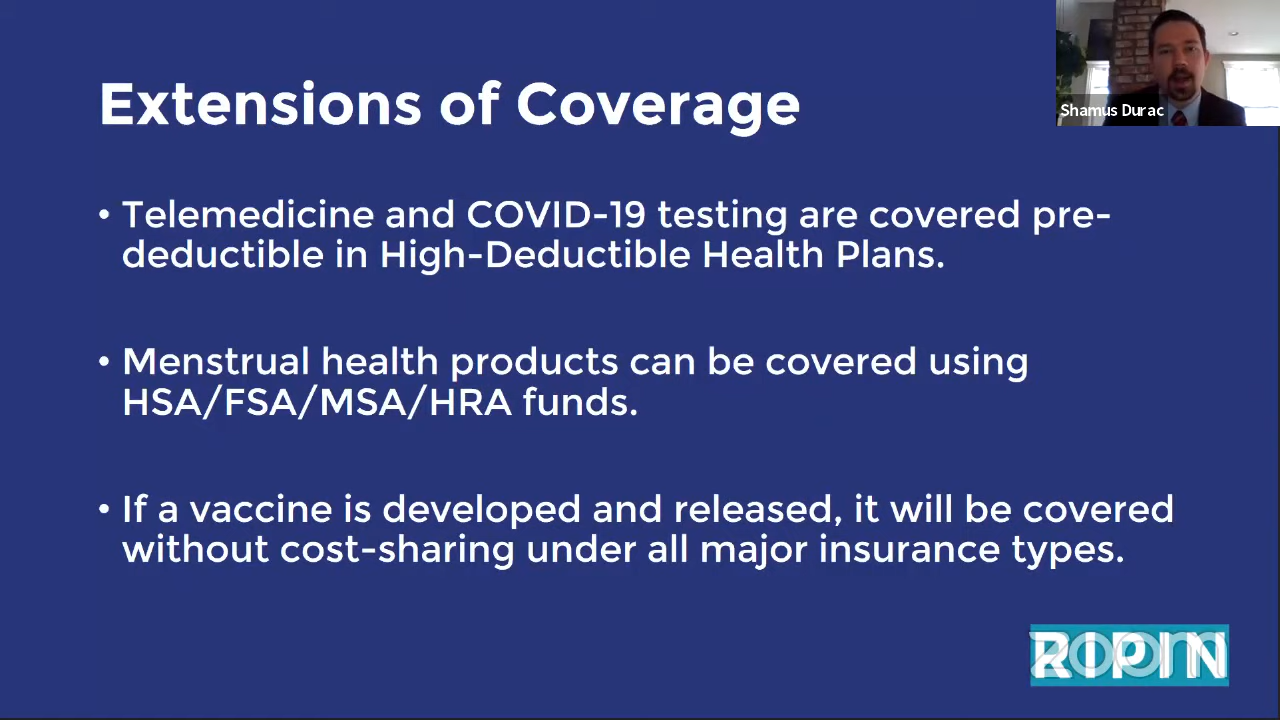 Extensions of Coverage
Shamus Durac
• Telemedicine and COVID-19 testing are covered pre-
deductible in High-Deductible Health Plans.
• Menstrual health products can be covered using
HSA/FSA/MSA/HRA funds.
• If a vaccine is developed and released, it will be covered
without cost-sharing under all major insurance types.
RIPIN
zoom